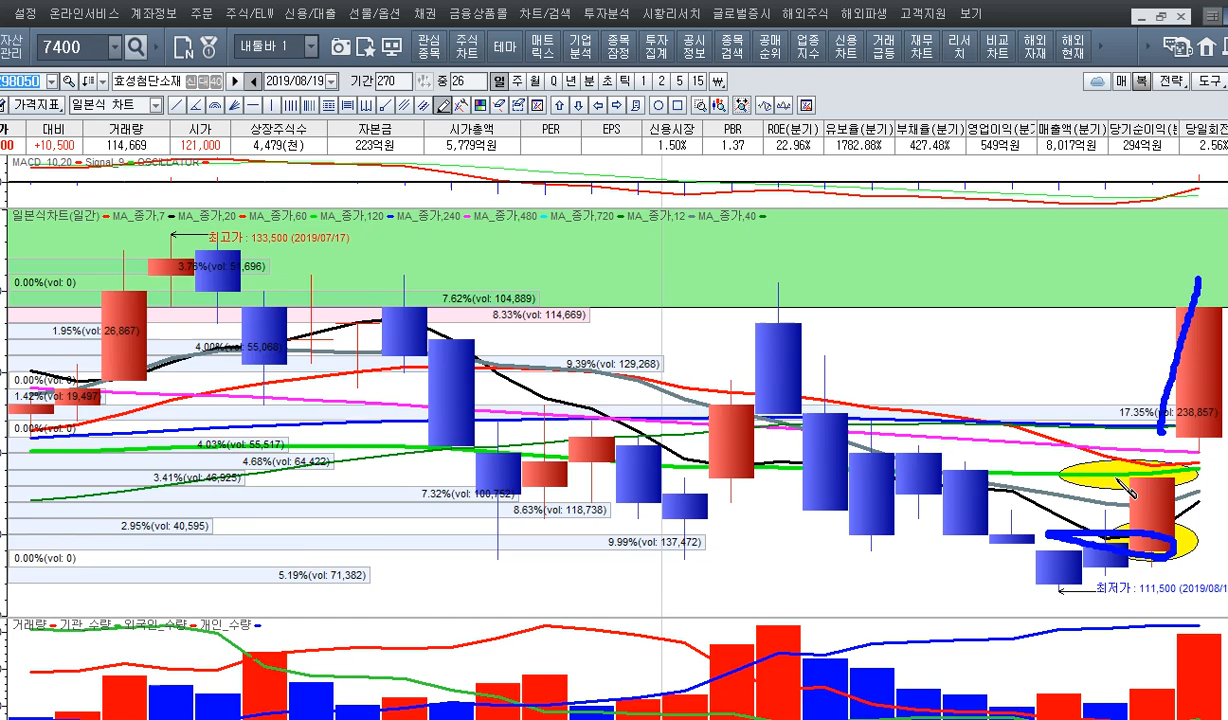 설정 온라인서비스 계좌정보 주문 주식/ELW 신용/대출 선물/옵션 채권 금융상품몰 차트/검색 투자분석 시황리서치 글로벌증시 해외주식 해외파생 고객지원 보기
자산 관리 7400 내툴바 1 관심 종목 주식 차트 테마 매트 릭스 기업 분석 종목 잠정 투자 집계 공시 정보 종목 검색 공매 순위 업종 지수 신용 차트 거래 급등 재무 차트 리서 치 비교 차트 해외 자재 해외 현재
298050 효성첨단소재 신 대 40 2019/08/19 기간 270 중 26 일 주 월 Q 년 분 초 틱 1 2 5 15 매 복 전략 도구
가격지표 일본식 차트
가 대비 거래량 시가 상장주식수 자본금 시가총액 PER EPS 신용시장 PBR ROE(분기) 유보율(분기) 부채율(분기) 영업이익(분: 매출액(분기) 당기순이익(분 당일회전
00 +10,500 114,669 121,000 4,479(천) 223억원 5,779억원 1.50% 1.37 22.96% 1782.88% 427.48% 549억원 8,017억원 294억원 2.56%
MACD_10,20 Signal_9 OSCILLATOR
일본식차트(일간) MA_종가,7 MA_종가,20 MA_종가,60 MA_종가,120 MA_종가,240 MA_종가,480 MA_종가,720 MA_종가,12 MA_종가,40
최고가 : 133,500 (2019/07/17)
0.00%(vol: 0)
7.62%(vol: 104,889)
8.33%(vol: 114,669)
1.95%(vol: 26,867)
4.00%(vol: 55,068)
9.39%(vol: 129,268)
0.00%(vol: 0)
1.42%(vol: 19,497)
17.35%(vol: 238,857)
0.00%(vol: 0)
4.03%(vol: 55,517)
4.68%(vol: 64,422)
3.41%(vol: 46,925)
7.32%(vol: 100,752)
8.63%(vol: 118,738)
2.95%(vol: 40,595)
9.99%(vol: 137,472)
0.00%(vol: 0)
5.19%(vol: 71,382)
최저가 : 111,500 (2019/08/1
거래량 기관_수량 외국인_수량 개인_수량